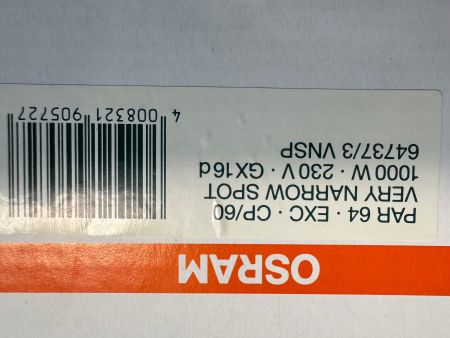 OSRAM
PAR 64 · EXC · CP/60
VERY NARROW SPOT
1000 W · 230 V · GX16d
64737/3 VNSP
4 008321 905727